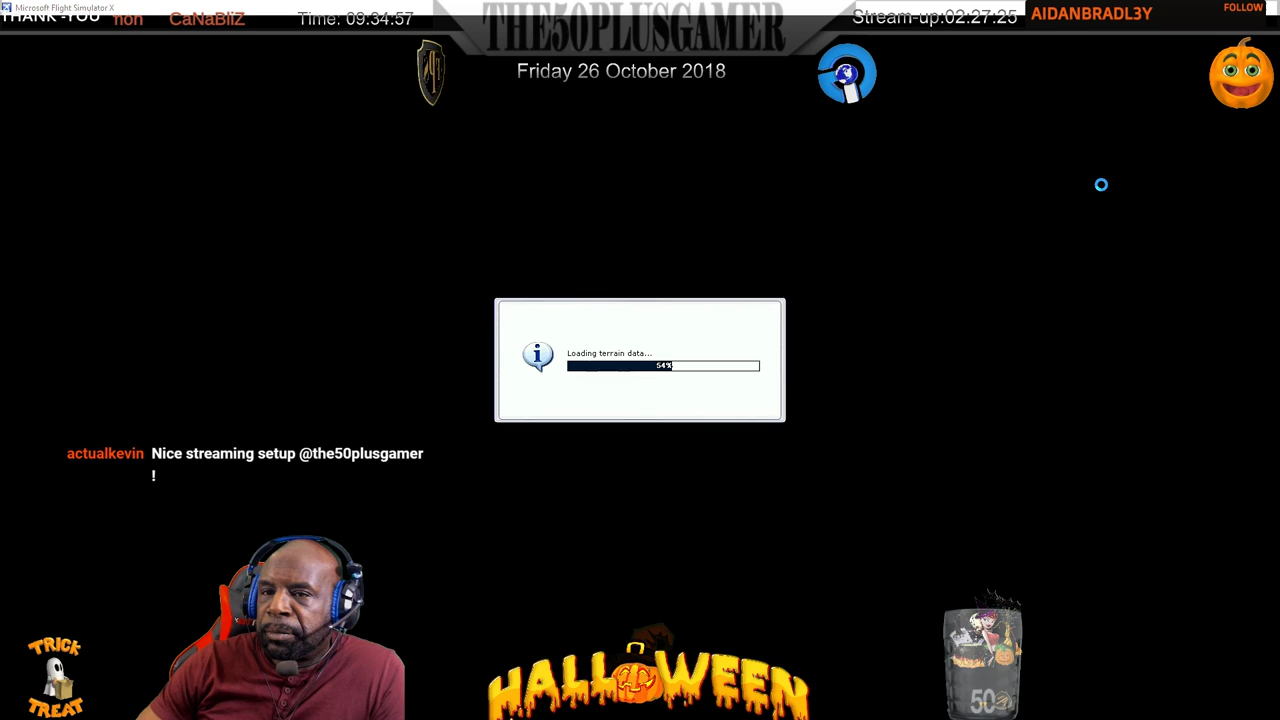 Microsoft Flight Simulator X
THANK -YOU mon CaNaBliZ Time: 09:34:57 THE50PLUSGAMER Stream-up:02:27:25 AIDANBRADL3Y FOLLOW
Friday 26 October 2018
Loading terrain data...
54%
actualkevin Nice streaming setup @the50plusgamer
!
TRICK
TREAT
HALLOWEEN
50